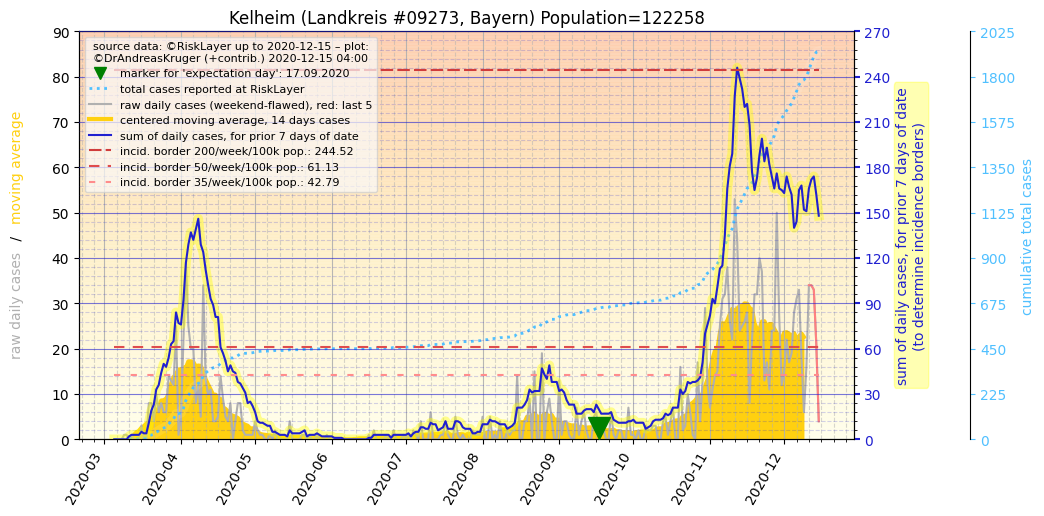 Kelheim (Landkreis #09273, Bayern) Population=122258
source data: ©RiskLayer up to 2020-12-15 – plot:
©DrAndreasKruger (+contrib.) 2020-12-15 04:00
marker for 'expectation day': 17.09.2020
total cases reported at RiskLayer
raw daily cases (weekend-flawed), red: last 5
centered moving average, 14 days cases
sum of daily cases, for prior 7 days of date
incid. border 200/week/100k pop.: 244.52
incid. border 50/week/100k pop.: 61.13
incid. border 35/week/100k pop.: 42.79
raw daily cases / moving average
90
80
70
60
50
40
30
20
10
0
2020-03
2020-04
2020-05
2020-06
2020-07
2020-08
2020-09
2020-10
2020-11
2020-12
270
240
210
180
150
120
90
60
30
0
sum of daily cases, for prior 7 days of date
(to determine incidence borders)
2025
1800
1575
1350
1125
900
675
450
225
0
cumulative total cases